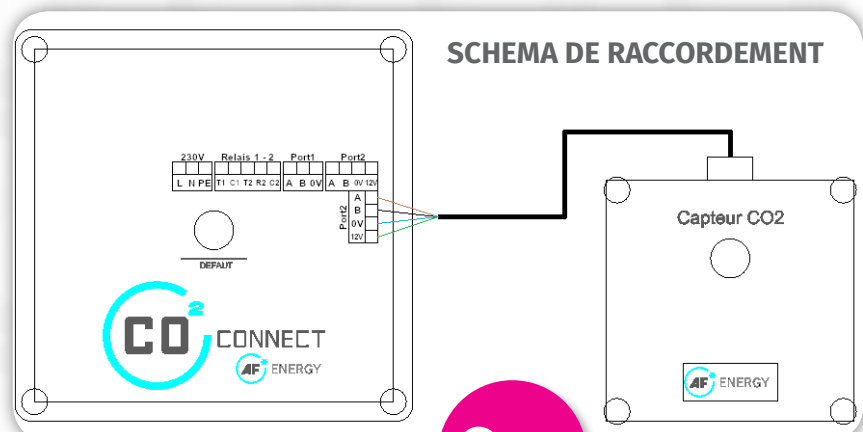 SCHEMA DE RACCORDEMENT
230V Relais 1 - 2 Port1 Port2
L N PE T1 C1 T2 R2 C2 A B 0V A B 0V 12V
Port2
A
B
0V
12V
DEFAUT
CO2 CONNECT
AF ENERGY
Capteur CO2
AF ENERGY